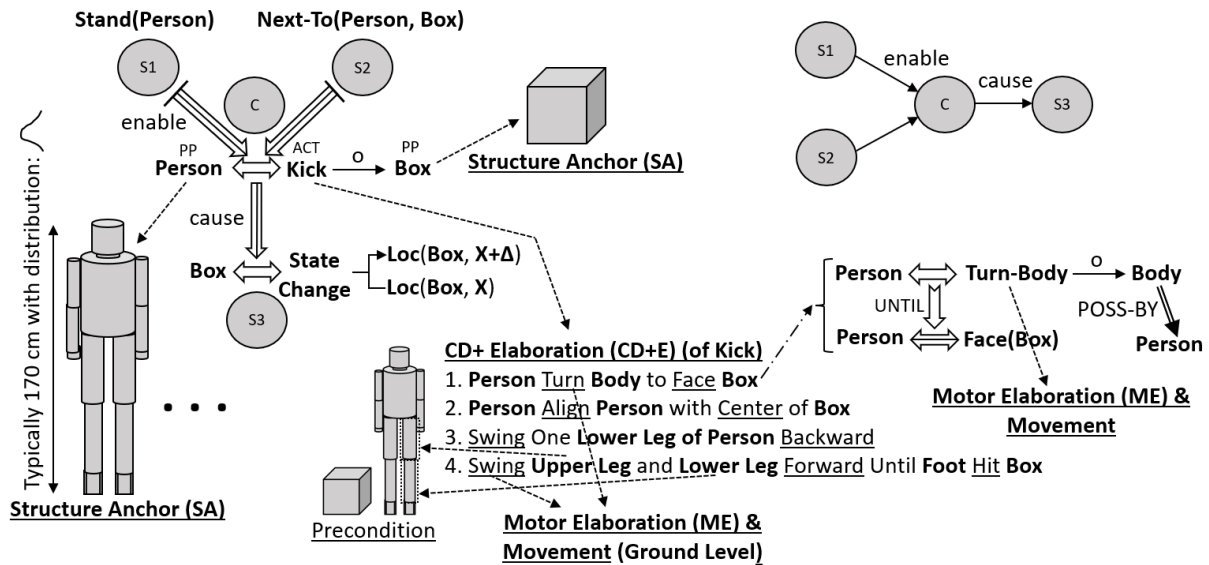 Stand(Person)
Next-To(Person, Box)
S1
S2
C
enable
PP
ACT
PP
Person
Kick
O
Box
Structure Anchor (SA)
cause
Box
State
Change
Loc(Box, X+Δ)
Loc(Box, X)
S3
Typically 170 cm with distribution:
Structure Anchor (SA)
S1
enable
C
cause
S3
S2
CD+ Elaboration (CD+E) (of Kick)
1. Person Turn Body to Face Box
2. Person Align Person with Center of Box
3. Swing One Lower Leg of Person Backward
4. Swing Upper Leg and Lower Leg Forward Until Foot Hit Box
Precondition
Motor Elaboration (ME) &
Movement (Ground Level)
Person
Turn-Body
O
Body
UNTIL
POSS-BY
Person
Face(Box)
Person
Motor Elaboration (ME) &
Movement